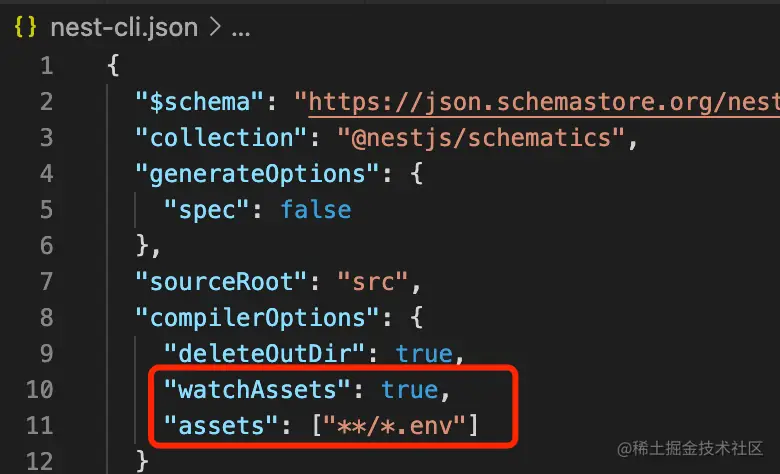 {} nest-cli.json > ...
1 {
2 "$schema": "https://json.schemastore.org/nest
3 "collection": "@nestjs/schematics",
4 "generateOptions": {
5 "spec": false
6 },
7 "sourceRoot": "src",
8 "compilerOptions": {
9 "deleteOutDir": true,
10 "watchAssets": true,
11 "assets": ["**/*.env"]
12 }
@稀土掘金技术社区